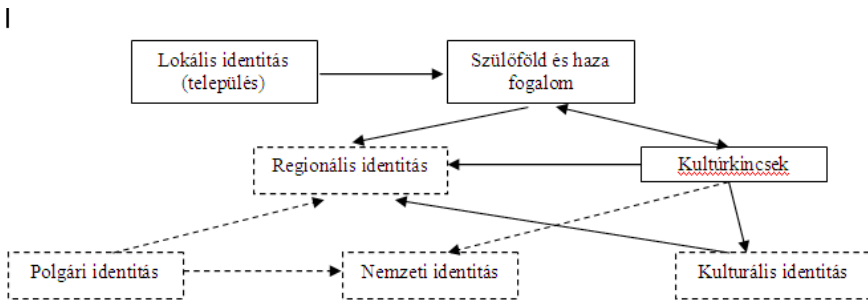 Lokális identitás
(település)
Szülőföld és haza
fogalom
Regionális identitás
Kultúrkincsek
Polgári identitás
Nemzeti identitás
Kulturális identitás